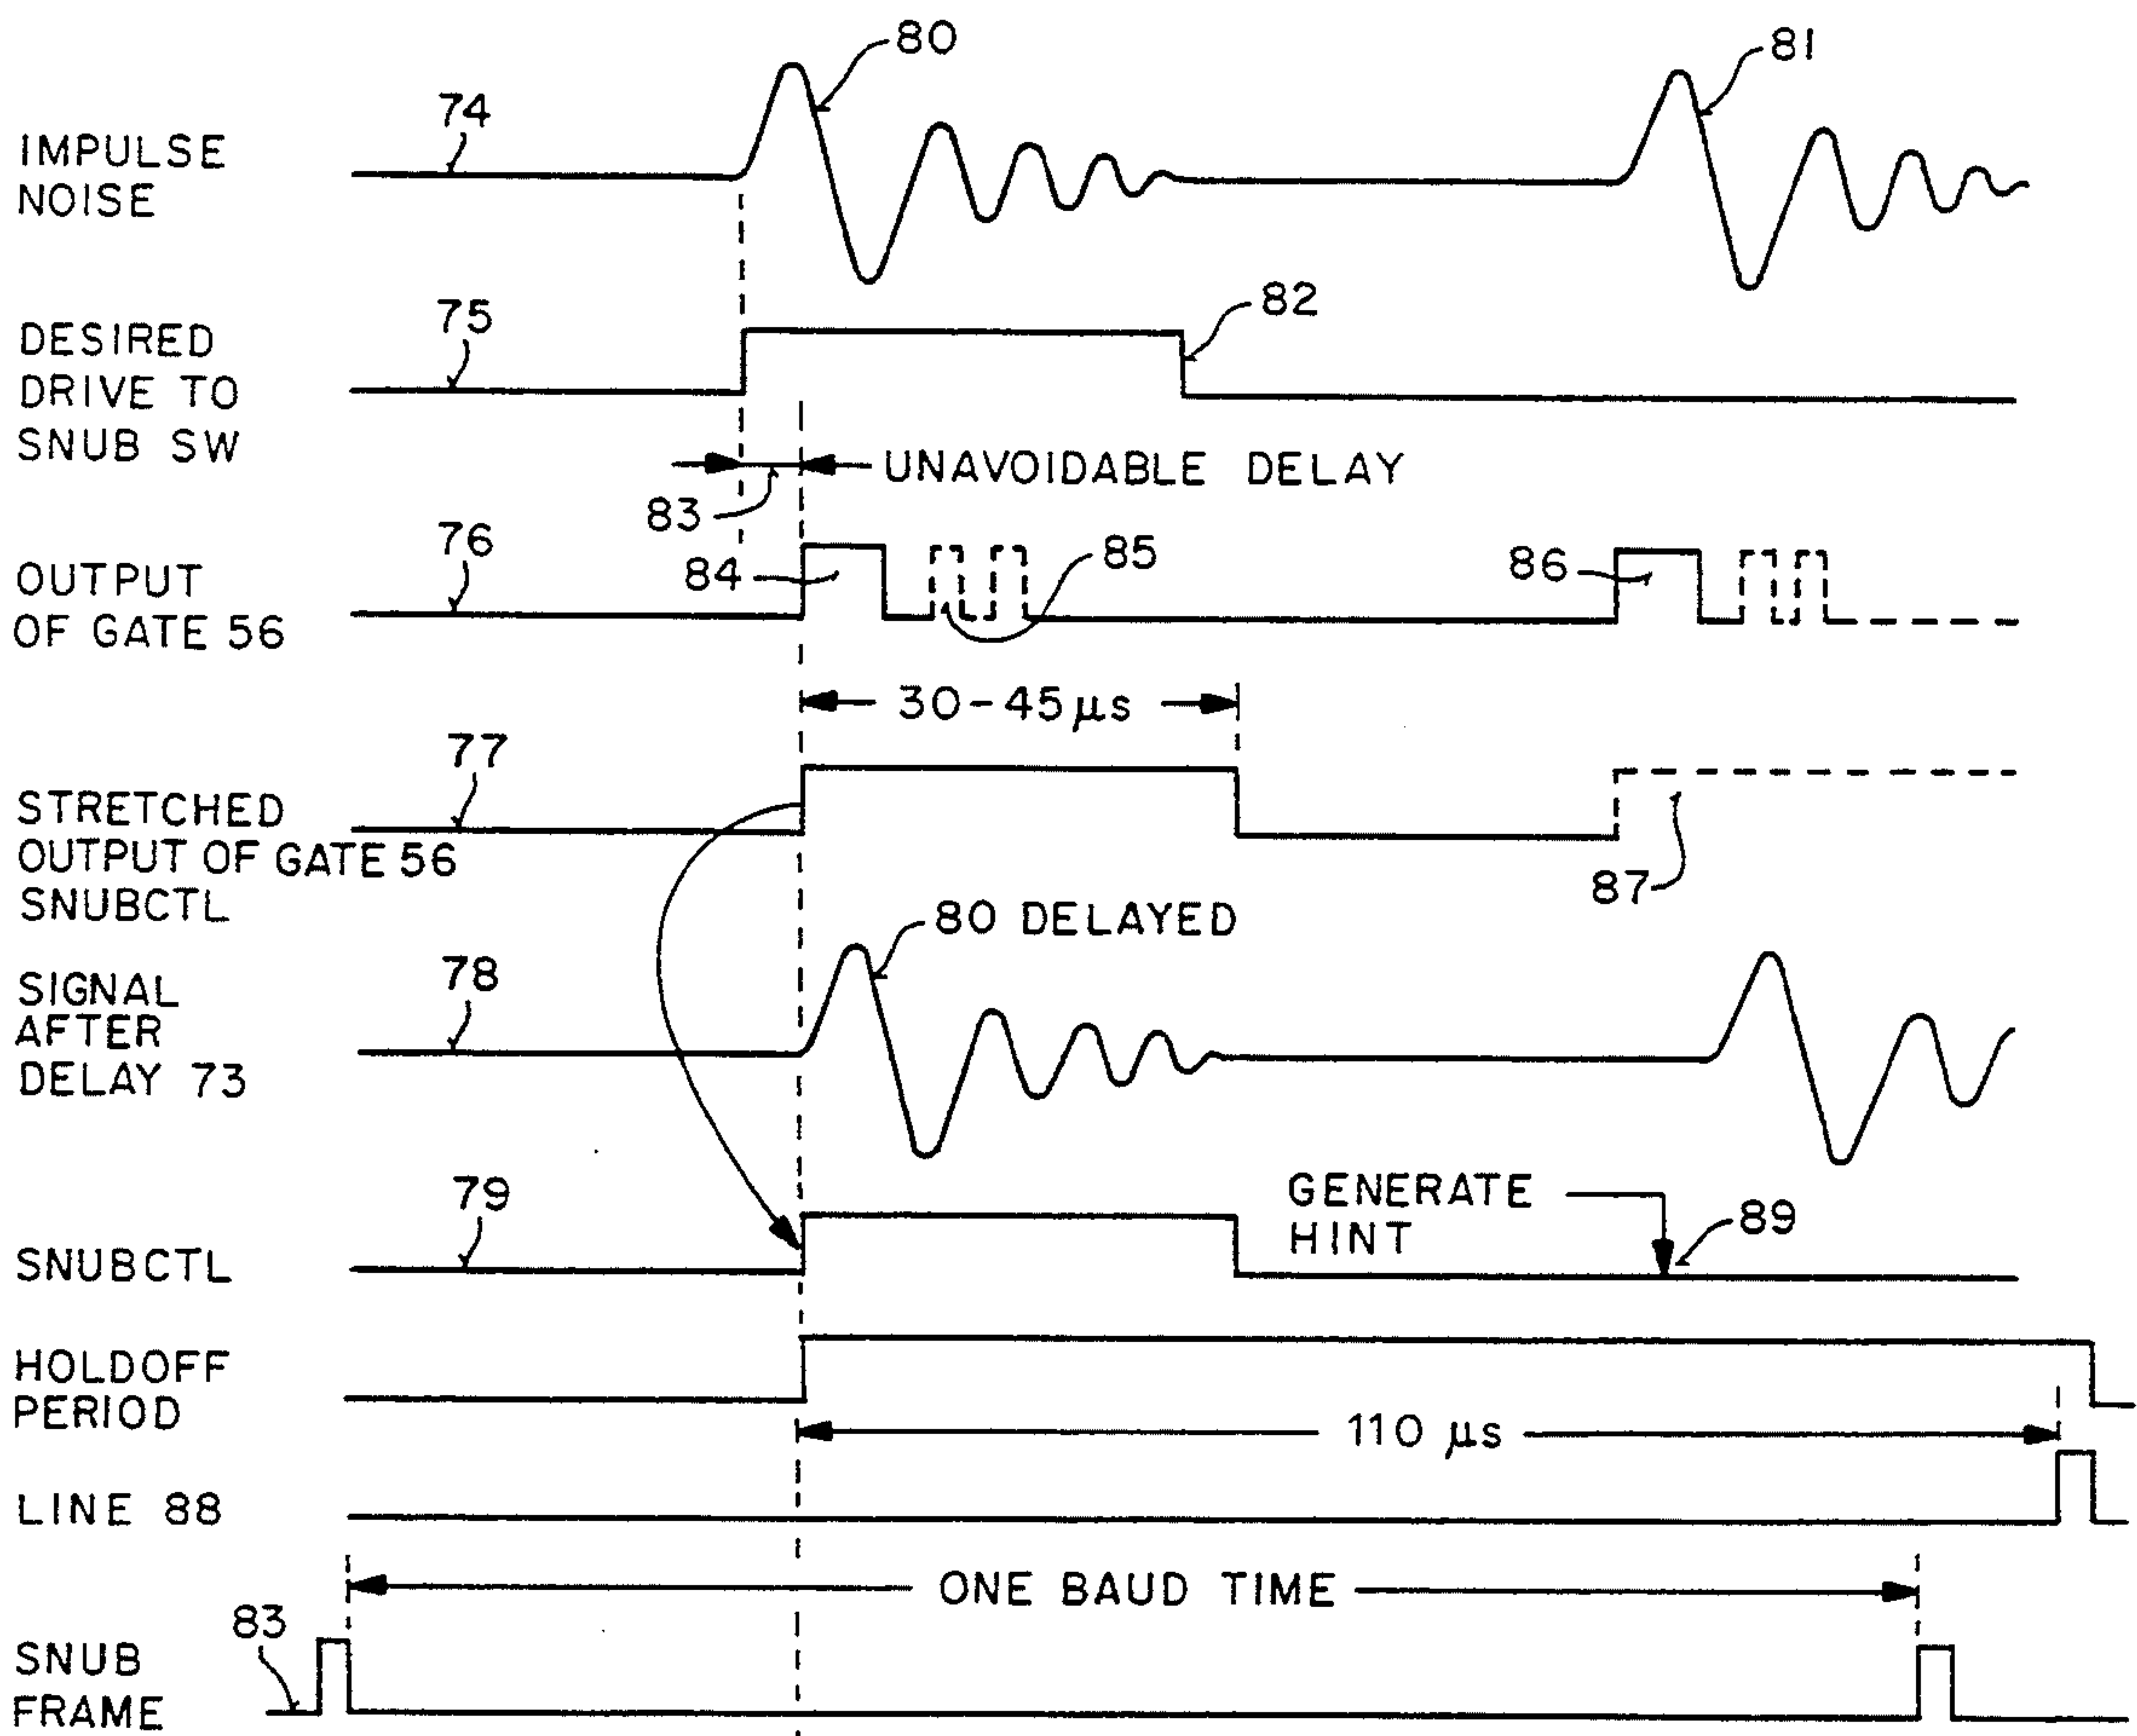 80
81
74
IMPULSE
NOISE
75
82
DESIRED
DRIVE TO
SNUB SW
UNAVOIDABLE DELAY
83
76
84
85
86
OUTPUT
OF GATE 56
30-45 µs
77
STRETCHED
OUTPUT OF GATE 56
SNUBCTL
87
80 DELAYED
78
SIGNAL
AFTER
DELAY 73
79
GENERATE
HINT
89
SNUBCTL
HOLDOFF
PERIOD
110 µs
LINE 88
ONE BAUD TIME
83
SNUB
FRAME